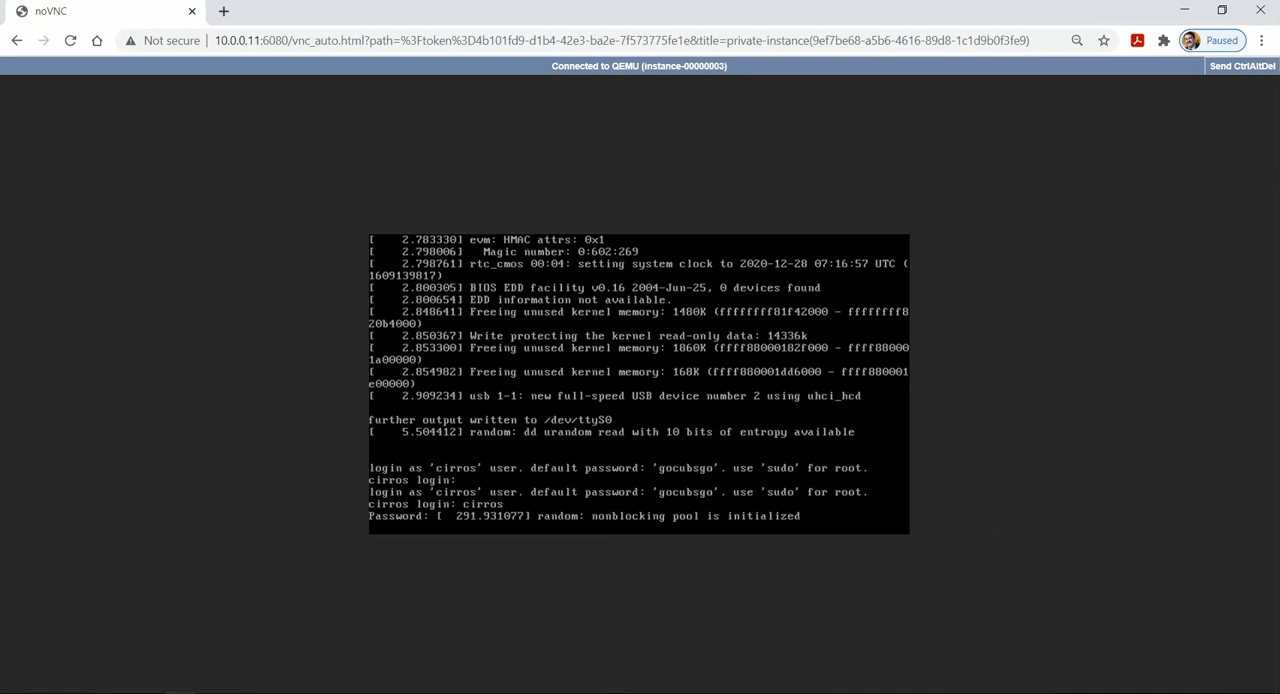 noVNC
Not secure
10.0.0.11:6080/vnc_auto.html?path=%3Ftoken%3D4b101fd9-d1b4-42e3-ba2e-7f573775fe1e&title=private-instance(9ef7be68-a5b6-4616-89d8-1c1d9b0f3fe9)
Paused
Connected to QEMU (instance-00000003)
Send CtrlAltDel
[    2.783330] evm: HMAC attrs: 0x1
[    2.798006]   Magic number: 0:602:269
[    2.798761] rtc_cmos 00:04: setting system clock to 2020-12-28 07:16:57 UTC (
1609139817)
[    2.800305] BIOS EDD facility v0.16 2004-Jun-25, 0 devices found
[    2.800654] EDD information not available.
[    2.848641] Freeing unused kernel memory: 1480K (ffffffff81f42000 - ffffffff8
20b4000)
[    2.850367] Write protecting the kernel read-only data: 14336k
[    2.853300] Freeing unused kernel memory: 1860K (ffff88000182f000 - ffff88000
1a00000)
[    2.854982] Freeing unused kernel memory: 168K (ffff880001dd6000 - ffff880001
e00000)
[    2.909234] usb 1-1: new full-speed USB device number 2 using uhci_hcd
further output written to /dev/ttyS0
[    5.504412] random: dd urandom read with 10 bits of entropy available
login as 'cirros' user. default password: 'gocubsgo'. use 'sudo' for root.
cirros login:
login as 'cirros' user. default password: 'gocubsgo'. use 'sudo' for root.
cirros login: cirros
Password: [  291.931077] random: nonblocking pool is initialized